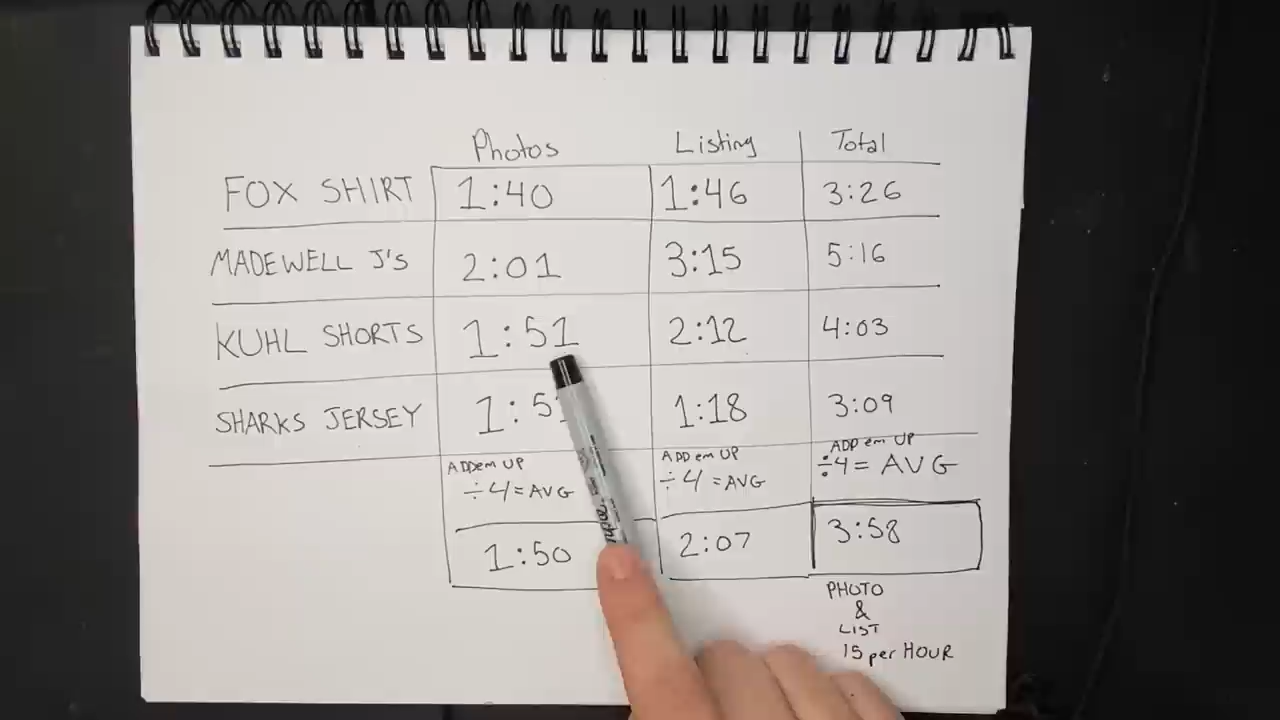 Photos Listing Total
FOX SHIRT 1:40 1:46 3:26
MADEWELL J's 2:01 3:15 5:16
KUHL SHORTS 1:51 2:12 4:03
SHARKS JERSEY 1:18 3:09
ADD em UP ADD em UP ADD em UP
÷4 = AVG ÷4 = AVG ÷4 = AVG
1:50 2:07 3:58
PHOTO
&
LIST
15 per HOUR